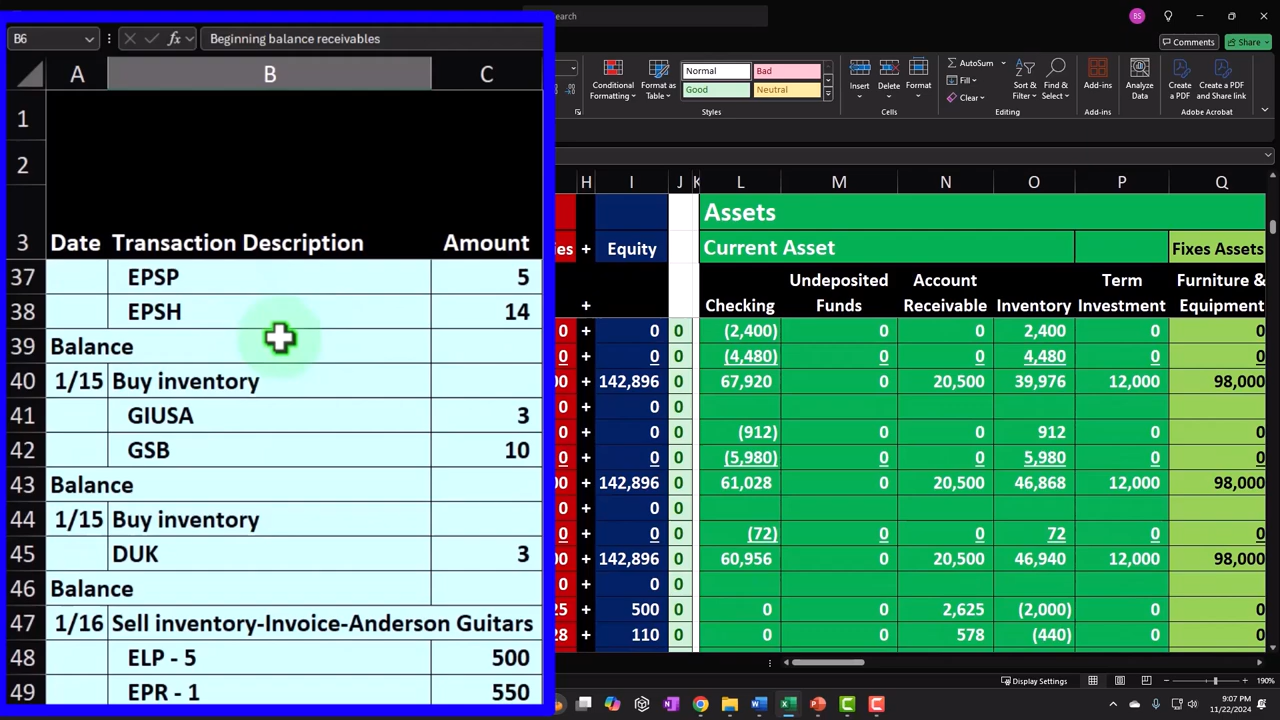 earch
BS
B6
fx
Beginning balance receivables
A B C
1
2
3 Date Transaction Description Amount
37 EPSP 5
38 EPSH 14
39 Balance
40 1/15 Buy inventory
41 GIUSA 3
42 GSB 10
43 Balance
44 1/15 Buy inventory
45 DUK 3
46 Balance
47 1/16 Sell inventory-Invoice-Anderson Guitars
48 ELP - 5 500
49 EPR - 1 550
Comments
Share
Conditional Formatting
Format as Table
Normal Bad
Good Neutral
Styles
Insert
Delete
Format
Cells
AutoSum
Fill
Clear
Sort & Filter
Find & Select
Editing
Add-ins
Add-ins
Analyze Data
Create a PDF
Create a PDF and Share link
Adobe Acrobat
H I J K L M N O P Q
Assets
ies + Equity Current Asset Fixes Assets
Undeposited Account Term Furniture &
+ Checking Funds Receivable Inventory Investment Equipment
0 + 0 0 (2,400) 0 0 2,400 0 0
0 + 0 0 (4,480) 0 0 4,480 0 0
00 + 142,896 0 67,920 0 20,500 39,976 12,000 98,000
0 + 0 0
0 + 0 0 (912) 0 0 912 0 0
0 + 0 0 (5,980) 0 0 5,980 0 0
00 + 142,896 0 61,028 0 20,500 46,868 12,000 98,000
0 + 0 0
0 + 0 0 (72) 0 0 72 0 0
00 + 142,896 0 60,956 0 20,500 46,940 12,000 98,000
0 + 0 0
25 + 500 0 0 0 2,625 (2,000) 0 0
28 + 110 0 0 0 578 (440) 0 0
Display Settings
190%
9:07 PM
11/22/2024